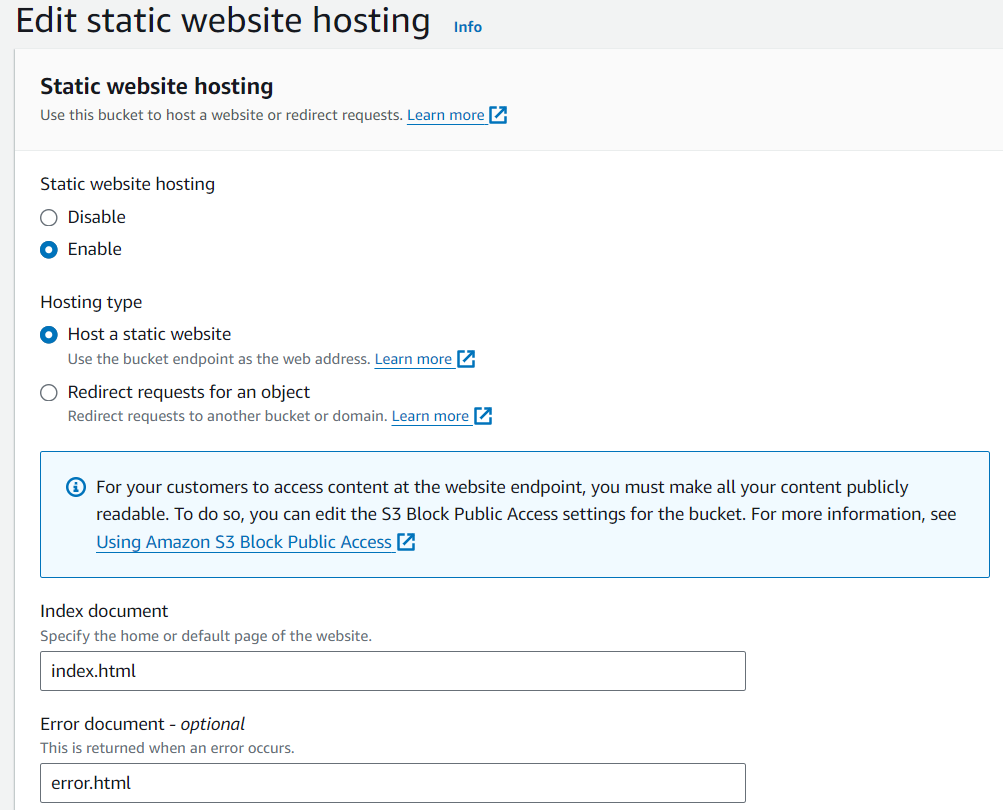 Edit static website hosting Info
Static website hosting
Use this bucket to host a website or redirect requests. Learn more
Static website hosting
Disable
Enable
Hosting type
Host a static website
Use the bucket endpoint as the web address. Learn more
Redirect requests for an object
Redirect requests to another bucket or domain. Learn more
For your customers to access content at the website endpoint, you must make all your content publicly
readable. To do so, you can edit the S3 Block Public Access settings for the bucket. For more information, see
Using Amazon S3 Block Public Access
Index document
Specify the home or default page of the website.
index.html
Error document - optional
This is returned when an error occurs.
error.html